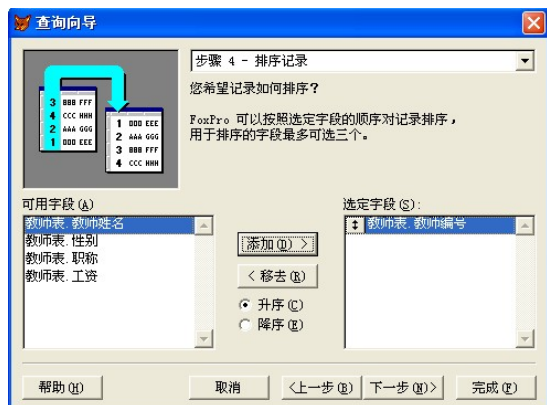 查询向导
步骤 4 - 排序记录
您希望记录如何排序？
FoxPro 可以按照选定字段的顺序对记录排序，
用于排序的字段最多可选三个。
3 BBB FFF
4 CCC HHH
2 AAA GGG
1 DDD EEE
1 DDD EEE
2 AAA GGG
3 BBB FFF
4 CCC HHH
可用字段(A)
选定字段(S):
教师表.教师姓名
教师表.性别
教师表.职称
教师表.工资
教师表.教师编号
添加(D) >
< 移去(R)
升序(C)
降序(E)
帮助(H)
取消
<上一步(B)
下一步(N)>
完成(F)